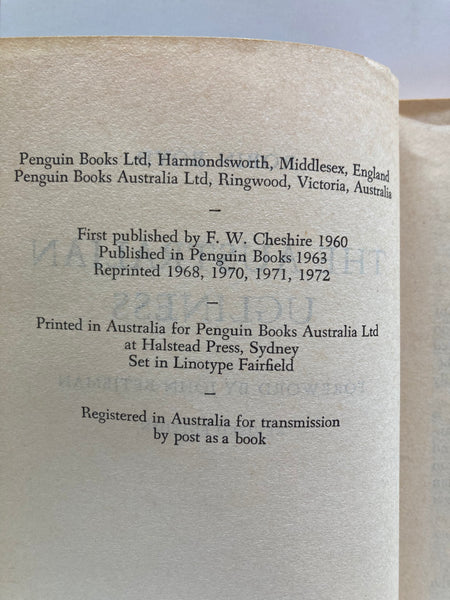 Penguin Books Ltd, Harmondsworth, Middlesex, England
Penguin Books Australia Ltd, Ringwood, Victoria, Australia
–
First published by F. W. Cheshire 1960
Published in Penguin Books 1963
Reprinted 1968, 1970, 1971, 1972
–
Printed in Australia for Penguin Books Australia Ltd
at Halstead Press, Sydney
Set in Linotype Fairfield
–
Registered in Australia for transmission
by post as a book